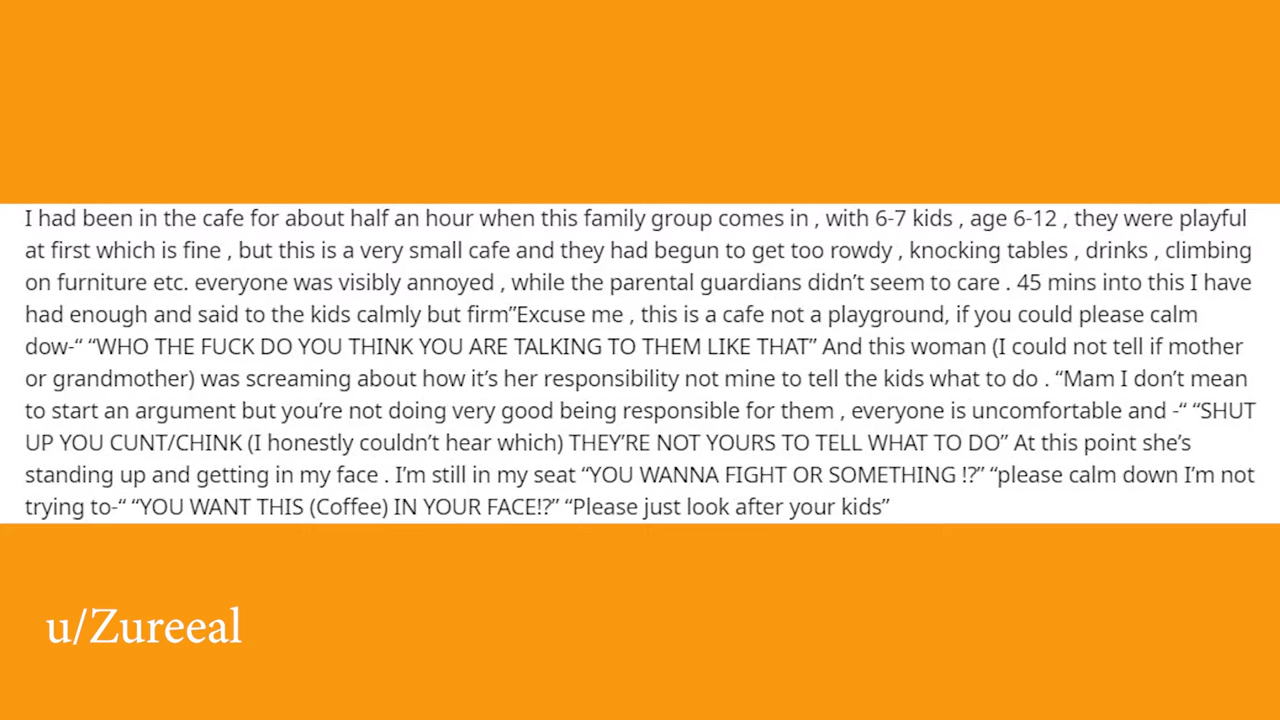 I had been in the cafe for about half an hour when this family group comes in , with 6-7 kids , age 6-12 , they were playful
at first which is fine , but this is a very small cafe and they had begun to get too rowdy , knocking tables , drinks , climbing
on furniture etc. everyone was visibly annoyed , while the parental guardians didn’t seem to care . 45 mins into this I have
had enough and said to the kids calmly but firm”Excuse me , this is a cafe not a playground, if you could please calm
dow-“ “WHO THE FUCK DO YOU THINK YOU ARE TALKING TO THEM LIKE THAT” And this woman (I could not tell if mother
or grandmother) was screaming about how it’s her responsibility not mine to tell the kids what to do . “Mam I don’t mean
to start an argument but you’re not doing very good being responsible for them , everyone is uncomfortable and -“ “SHUT
UP YOU CUNT/CHINK (I honestly couldn’t hear which) THEY’RE NOT YOURS TO TELL WHAT TO DO” At this point she’s
standing up and getting in my face . I’m still in my seat “YOU WANNA FIGHT OR SOMETHING !?” “please calm down I’m not
trying to-“ “YOU WANT THIS (Coffee) IN YOUR FACE!?” “Please just look after your kids”
u/Zureeal